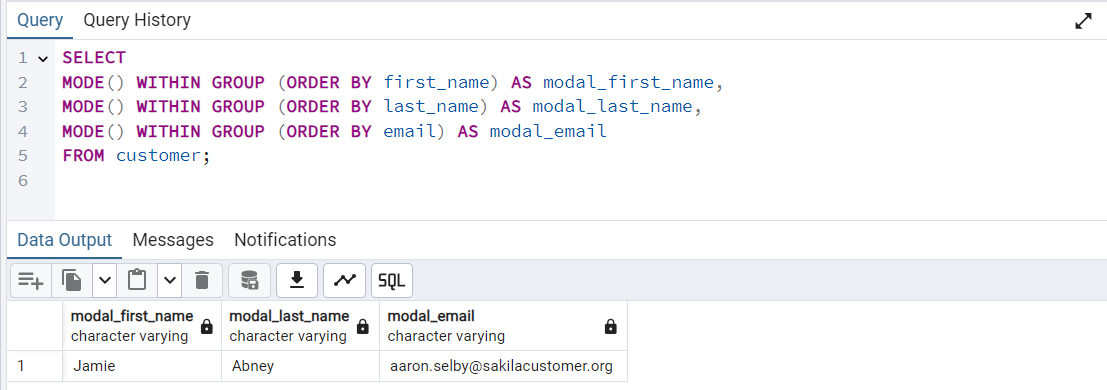 Query Query History
1 SELECT
2 MODE() WITHIN GROUP (ORDER BY first_name) AS modal_first_name,
3 MODE() WITHIN GROUP (ORDER BY last_name) AS modal_last_name,
4 MODE() WITHIN GROUP (ORDER BY email) AS modal_email
5 FROM customer;
6
Data Output Messages Notifications
SQL
modal_first_name modal_last_name modal_email
character varying character varying character varying
1 Jamie Abney aaron.selby@sakilacustomer.org